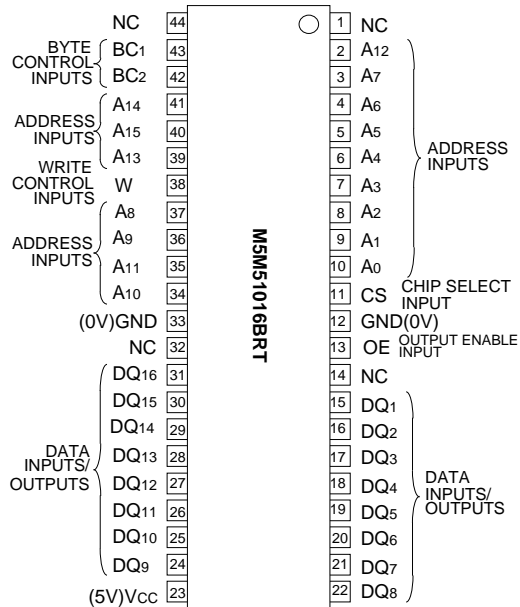 NC 44 1 NC
BYTE CONTROL INPUTS BC1 43 2 A12
BC2 42 3 A7
ADDRESS INPUTS A14 41 4 A6
A15 40 5 A5
A13 39 6 A4
WRITE CONTROL INPUTS W 38 7 A3
ADDRESS INPUTS A8 37 8 A2
A9 36 9 A1
A11 35 10 A0
A10 34 11 CS CHIP SELECT INPUT
(0V)GND 33 12 GND(0V)
NC 32 13 OE OUTPUT ENABLE INPUT
DQ16 31 14 NC
DQ15 30 15 DQ1
DQ14 29 16 DQ2
DQ13 28 17 DQ3
DATA INPUTS/ OUTPUTS DQ12 27 18 DQ4
DQ11 26 19 DQ5
DQ10 25 20 DQ6
DQ9 24 21 DQ7
(5V)VCC 23 22 DQ8
ADDRESS INPUTS
DATA INPUTS/ OUTPUTS
M5M51016BRT